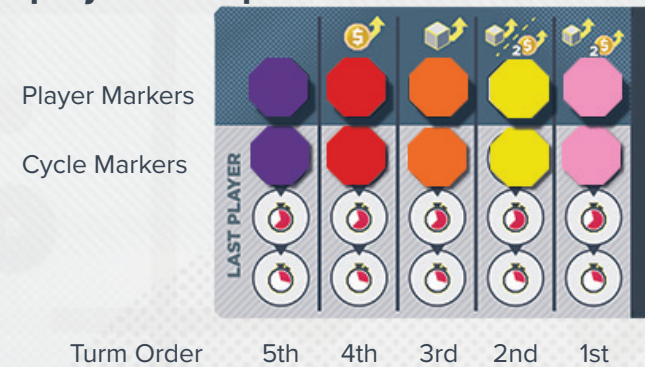 Player Markers
Cycle Markers
LAST PLAYER
$
2$
2$
Turm Order 5th 4th 3rd 2nd 1st